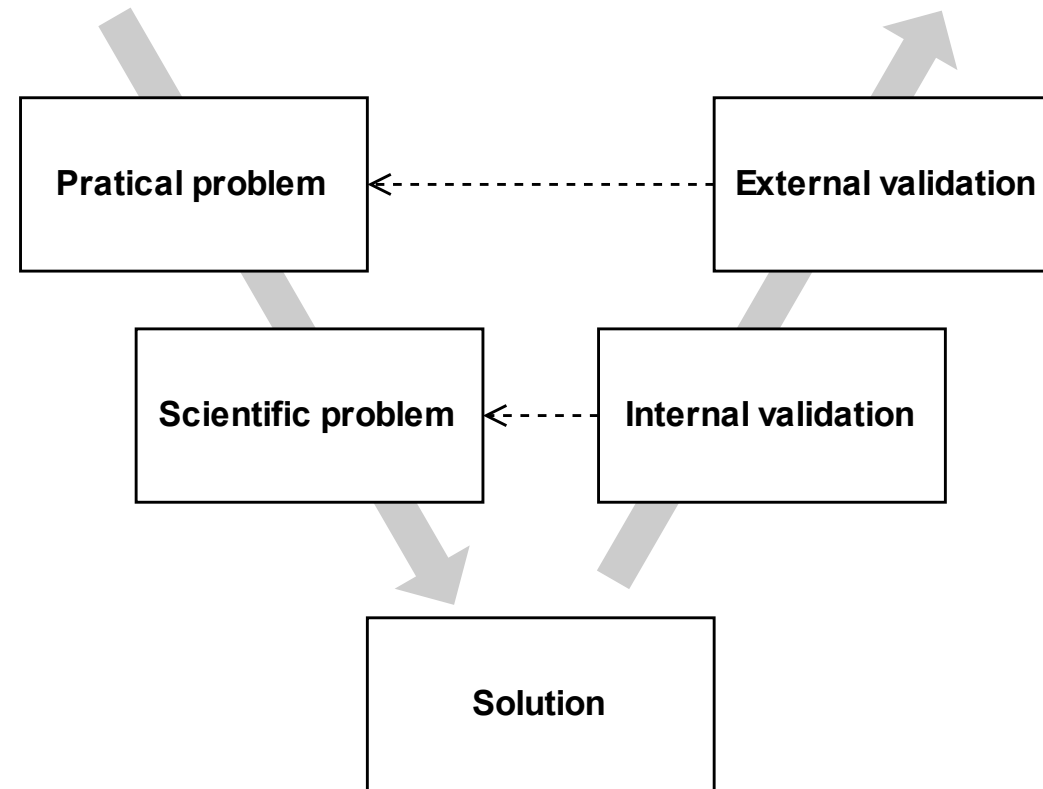 Pratical problem
External validation
Scientific problem
Internal validation
Solution